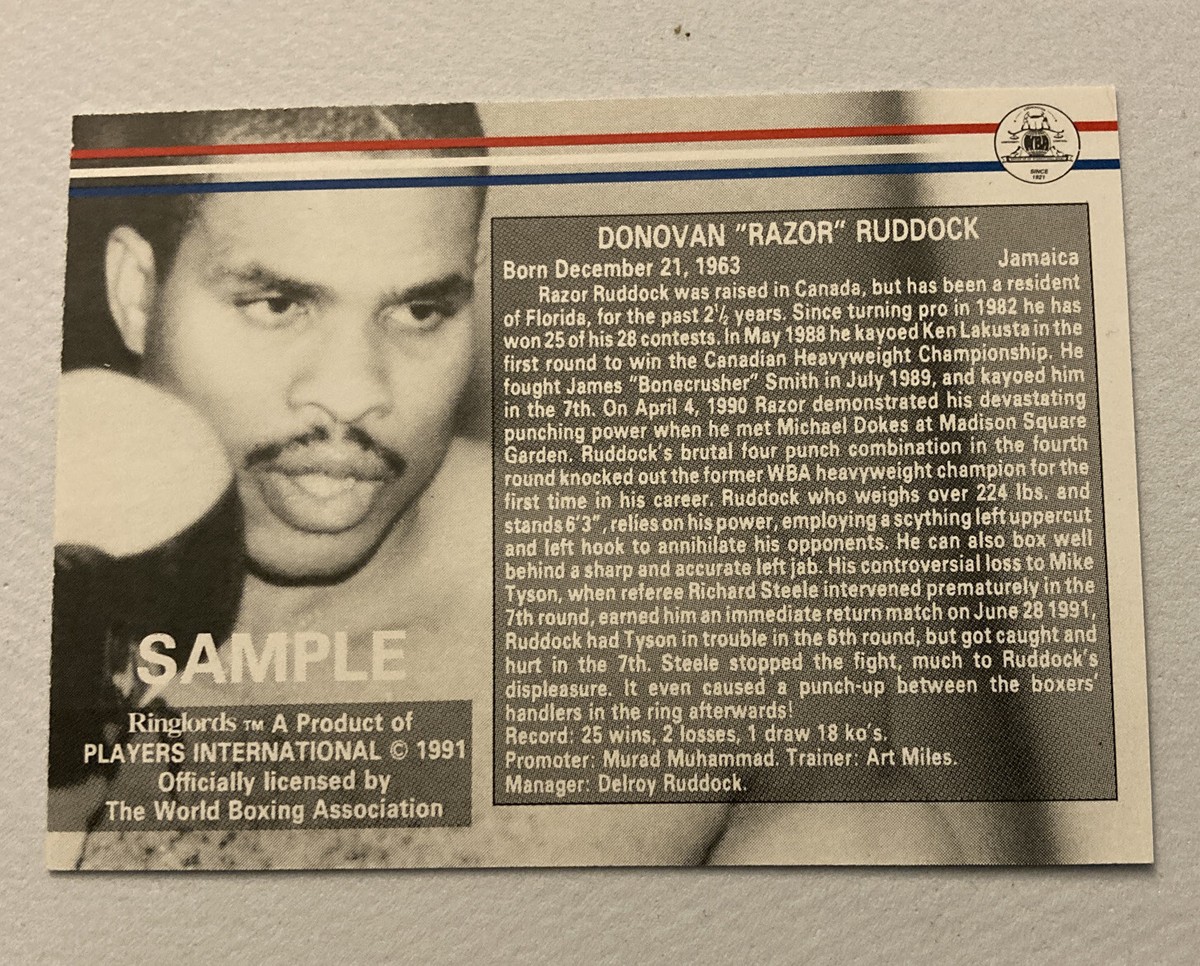 WBA
SINCE
1921
DONOVAN "RAZOR" RUDDOCK
Born December 21, 1963 Jamaica
Razor Ruddock was raised in Canada, but has been a resident
of Florida, for the past 2½ years. Since turning pro in 1982 he has
won 25 of his 28 contests. In May 1988 he kayoed Ken Lakusta in the
first round to win the Canadian Heavyweight Championship. He
fought James "Bonecrusher" Smith in July 1989, and kayoed him
in the 7th. On April 4, 1990 Razor demonstrated his devastating
punching power when he met Michael Dokes at Madison Square
Garden. Ruddock's brutal four punch combination in the fourth
round knocked out the former WBA heavyweight champion for the
first time in his career. Ruddock who weighs over 224 lbs. and
stands 6'3", relies on his power, employing a scything left uppercut
and left hook to annihilate his opponents. He can also box well
behind a sharp and accurate left jab. His controversial loss to Mike
Tyson, when referee Richard Steele intervened prematurely in the
7th round, earned him an immediate return match on June 28 1991,
Ruddock had Tyson in trouble in the 6th round, but got caught and
hurt in the 7th. Steele stopped the fight, much to Ruddock's
displeasure. It even caused a punch-up between the boxers'
handlers in the ring afterwards!
Record: 25 wins, 2 losses, 1 draw 18 ko's.
Promoter: Murad Muhammad. Trainer: Art Miles.
Manager: Delroy Ruddock.
SAMPLE
Ringlords TM A Product of
PLAYERS INTERNATIONAL © 1991
Officially licensed by
The World Boxing Association